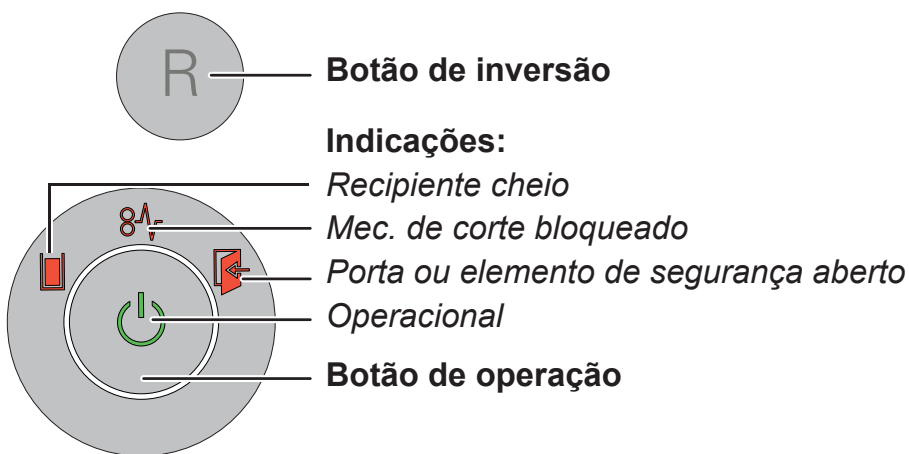 R
Botão de inversão
Indicações:
Recipiente cheio
Mec. de corte bloqueado
Porta ou elemento de segurança aberto
Operacional
Botão de operação